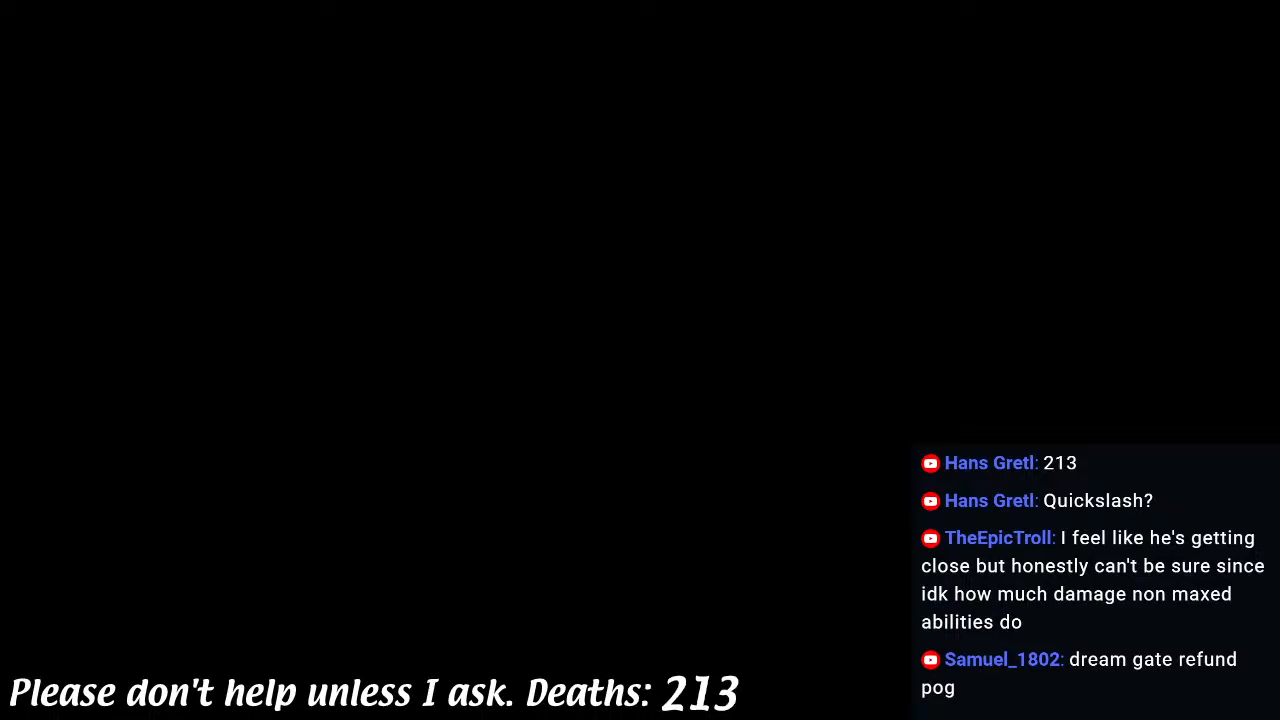 Hans Gretl: 213
Hans Gretl: Quickslash?
TheEpicTroll: I feel like he's getting
close but honestly can't be sure since
idk how much damage non maxed
abilities do
Samuel_1802: dream gate refund
pog
Please don't help unless I ask. Deaths: 213